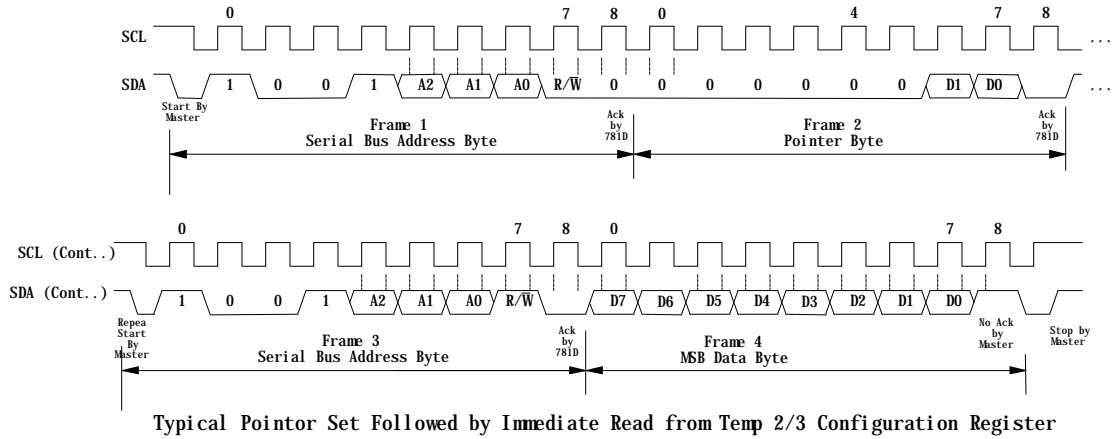 0 7 8 0 4 7 8
SCL ...
SDA 1 0 0 1 A2 A1 A0 R/W̅ 0 0 0 0 0 0 0 D1 D0 ...
Start By
Master
Ack
by
781D
Ack
by
781D
Frame 1
Serial Bus Address Byte
Frame 2
Pointer Byte
0 7 8 0 7 8
SCL (Cont..)
SDA (Cont..) 1 0 0 1 A2 A1 A0 R/W̅ D7 D6 D5 D4 D3 D2 D1 D0
Repea
Start
By
Master
Ack
by
781D
No Ack
by
Master
Stop by
Master
Frame 3
Serial Bus Address Byte
Frame 4
MSB Data Byte
Typical Pointor Set Followed by Immediate Read from Temp 2/3 Configuration Register